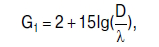 G₁ = 2 + 15lg(D/λ),